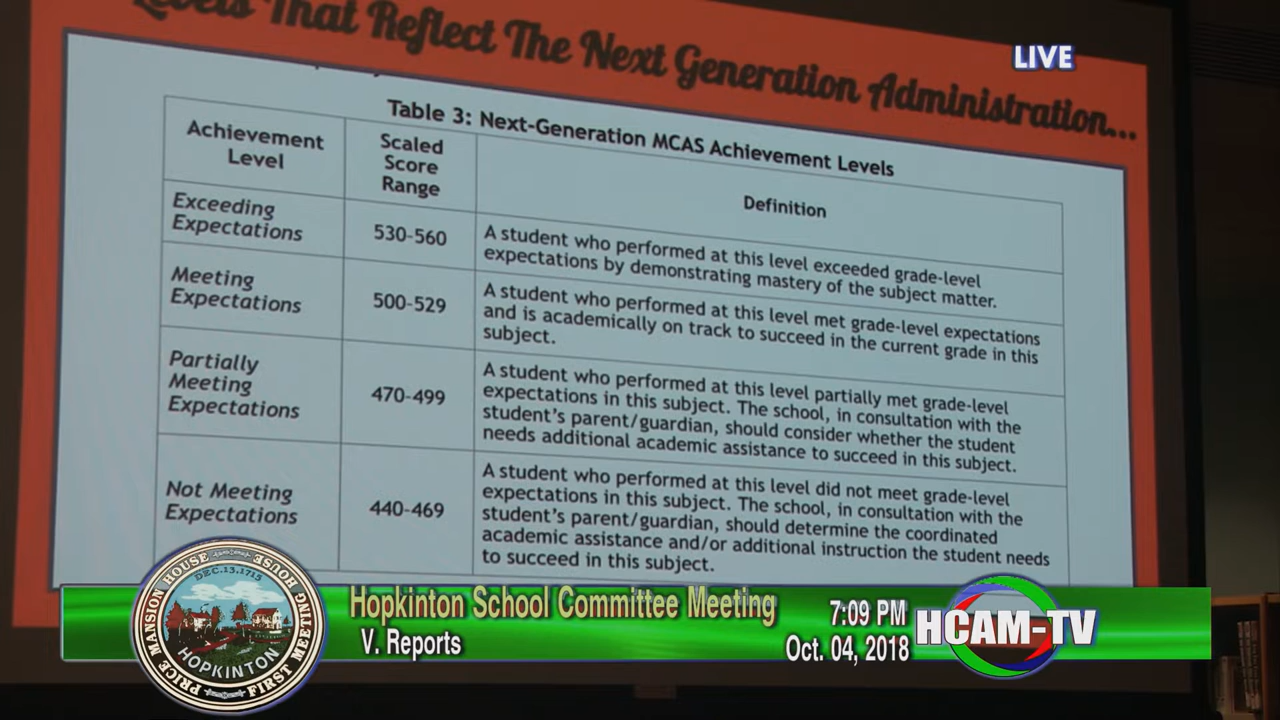 Levels That Reflect The Next Generation Administration...
LIVE
Table 3: Next-Generation MCAS Achievement Levels
Achievement
Level
Scaled
Score
Range
Definition
Exceeding
Expectations
530-560
A student who performed at this level exceeded grade-level
expectations by demonstrating mastery of the subject matter.
Meeting
Expectations
500-529
A student who performed at this level met grade-level expectations
and is academically on track to succeed in the current grade in this
subject.
Partially
Meeting
Expectations
470-499
A student who performed at this level partially met grade-level
expectations in this subject. The school, in consultation with the
student's parent/guardian, should consider whether the student
needs additional academic assistance to succeed in this subject.
Not Meeting
Expectations
440-469
A student who performed at this level did not meet grade-level
expectations in this subject. The school, in consultation with the
student's parent/guardian, should determine the coordinated
academic assistance and/or additional instruction the student needs
to succeed in this subject.
PRICE MANSION HOUSE
HOUSE FIRST MEETING
DEC.13.1715
HOPKINTON
Hopkinton School Committee Meeting
V. Reports
7:09 PM
Oct. 04, 2018
HCAM-TV